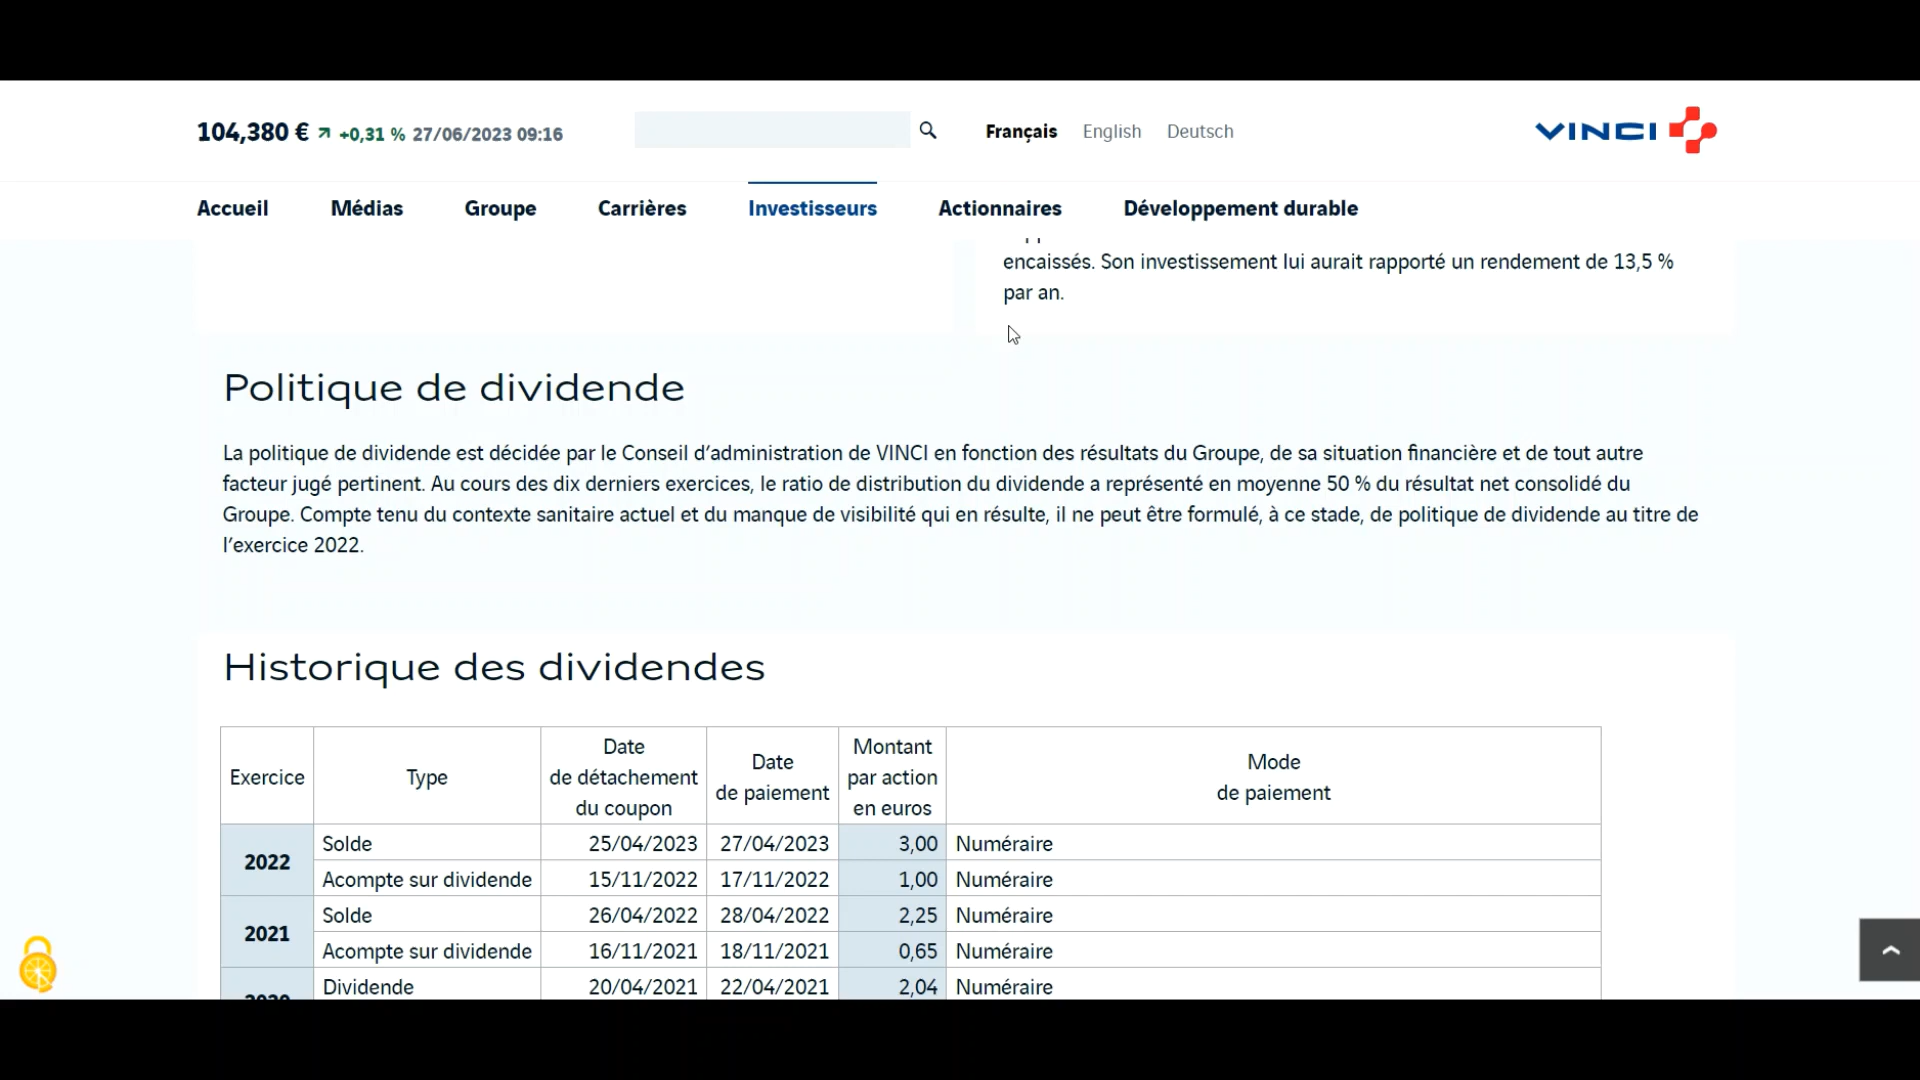 104,380 € ↗ +0,31 % 27/06/2023 09:16
Français English Deutsch
VINCI
Accueil Médias Groupe Carrières Investisseurs Actionnaires Développement durable
encaissés. Son investissement lui aurait rapporté un rendement de 13,5 %
par an.
Politique de dividende
La politique de dividende est décidée par le Conseil d’administration de VINCI en fonction des résultats du Groupe, de sa situation financière et de tout autre
facteur jugé pertinent. Au cours des dix derniers exercices, le ratio de distribution du dividende a représenté en moyenne 50 % du résultat net consolidé du
Groupe. Compte tenu du contexte sanitaire actuel et du manque de visibilité qui en résulte, il ne peut être formulé, à ce stade, de politique de dividende au titre de
l’exercice 2022.
Historique des dividendes
Exercice
Type
Date
de détachement
du coupon
Date
de paiement
Montant
par action
en euros
Mode
de paiement
2022
Solde 25/04/2023 27/04/2023 3,00 Numéraire
Acompte sur dividende 15/11/2022 17/11/2022 1,00 Numéraire
2021
Solde 26/04/2022 28/04/2022 2,25 Numéraire
Acompte sur dividende 16/11/2021 18/11/2021 0,65 Numéraire
Dividende 20/04/2021 22/04/2021 2,04 Numéraire